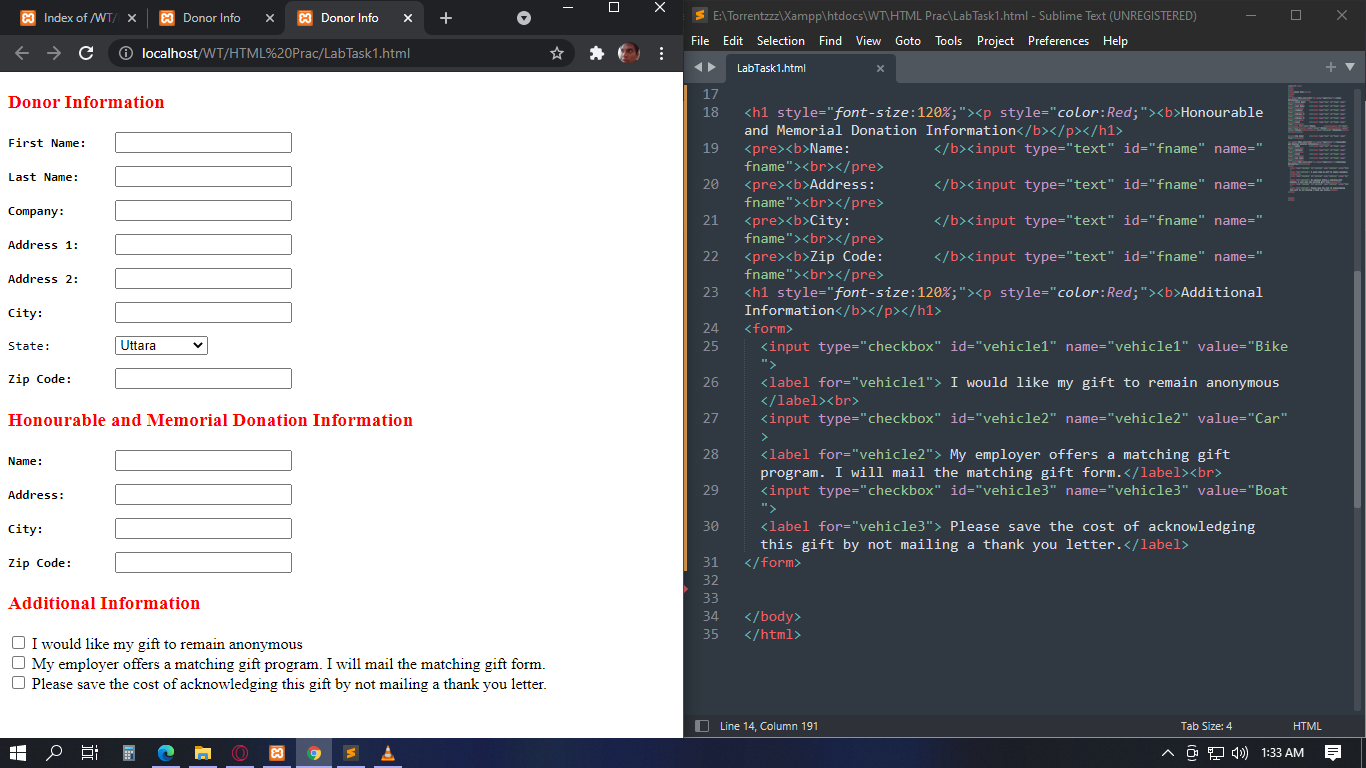 Index of /WT/
Donor Info
Donor Info
localhost/WT/HTML%20Prac/LabTask1.html
Donor Information
First Name:
Last Name:
Company:
Address 1:
Address 2:
City:
State: Uttara
Zip Code:
Honourable and Memorial Donation Information
Name:
Address:
City:
Zip Code:
Additional Information
I would like my gift to remain anonymous
My employer offers a matching gift program. I will mail the matching gift form.
Please save the cost of acknowledging this gift by not mailing a thank you letter.
E:\Torrentzzz\Xampp\htdocs\WT\HTML Prac\LabTask1.html - Sublime Text (UNREGISTERED)
File Edit Selection Find View Goto Tools Project Preferences Help
LabTask1.html
17
18 <h1 style="font-size:120%;"><p style="color:Red;"><b>Honourable
and Memorial Donation Information</b></p></h1>
19 <pre><b>Name:          </b><input type="text" id="fname" name="
fname"><br></pre>
20 <pre><b>Address:       </b><input type="text" id="fname" name="
fname"><br></pre>
21 <pre><b>City:          </b><input type="text" id="fname" name="
fname"><br></pre>
22 <pre><b>Zip Code:      </b><input type="text" id="fname" name="
fname"><br></pre>
23 <h1 style="font-size:120%;"><p style="color:Red;"><b>Additional
Information</b></p></h1>
24 <form>
25 <input type="checkbox" id="vehicle1" name="vehicle1" value="Bike
">
26 <label for="vehicle1"> I would like my gift to remain anonymous
</label><br>
27 <input type="checkbox" id="vehicle2" name="vehicle2" value="Car"
>
28 <label for="vehicle2"> My employer offers a matching gift
program. I will mail the matching gift form.</label><br>
29 <input type="checkbox" id="vehicle3" name="vehicle3" value="Boat
">
30 <label for="vehicle3"> Please save the cost of acknowledging
this gift by not mailing a thank you letter.</label>
31 </form>
32
33
34 </body>
35 </html>
Line 14, Column 191
Tab Size: 4
HTML
1:33 AM